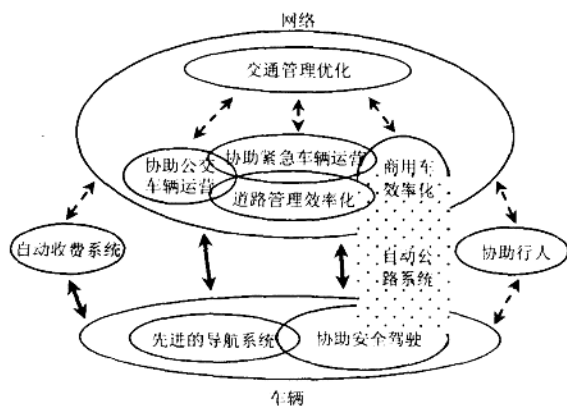 网络
交通管理优化
协助紧急车辆运营
协助公交
车辆运营
商用车
效率化
道路管理效率化
自动收费系统
自动公
路系统
协助行人
先进的导航系统
协助安全驾驶
车辆